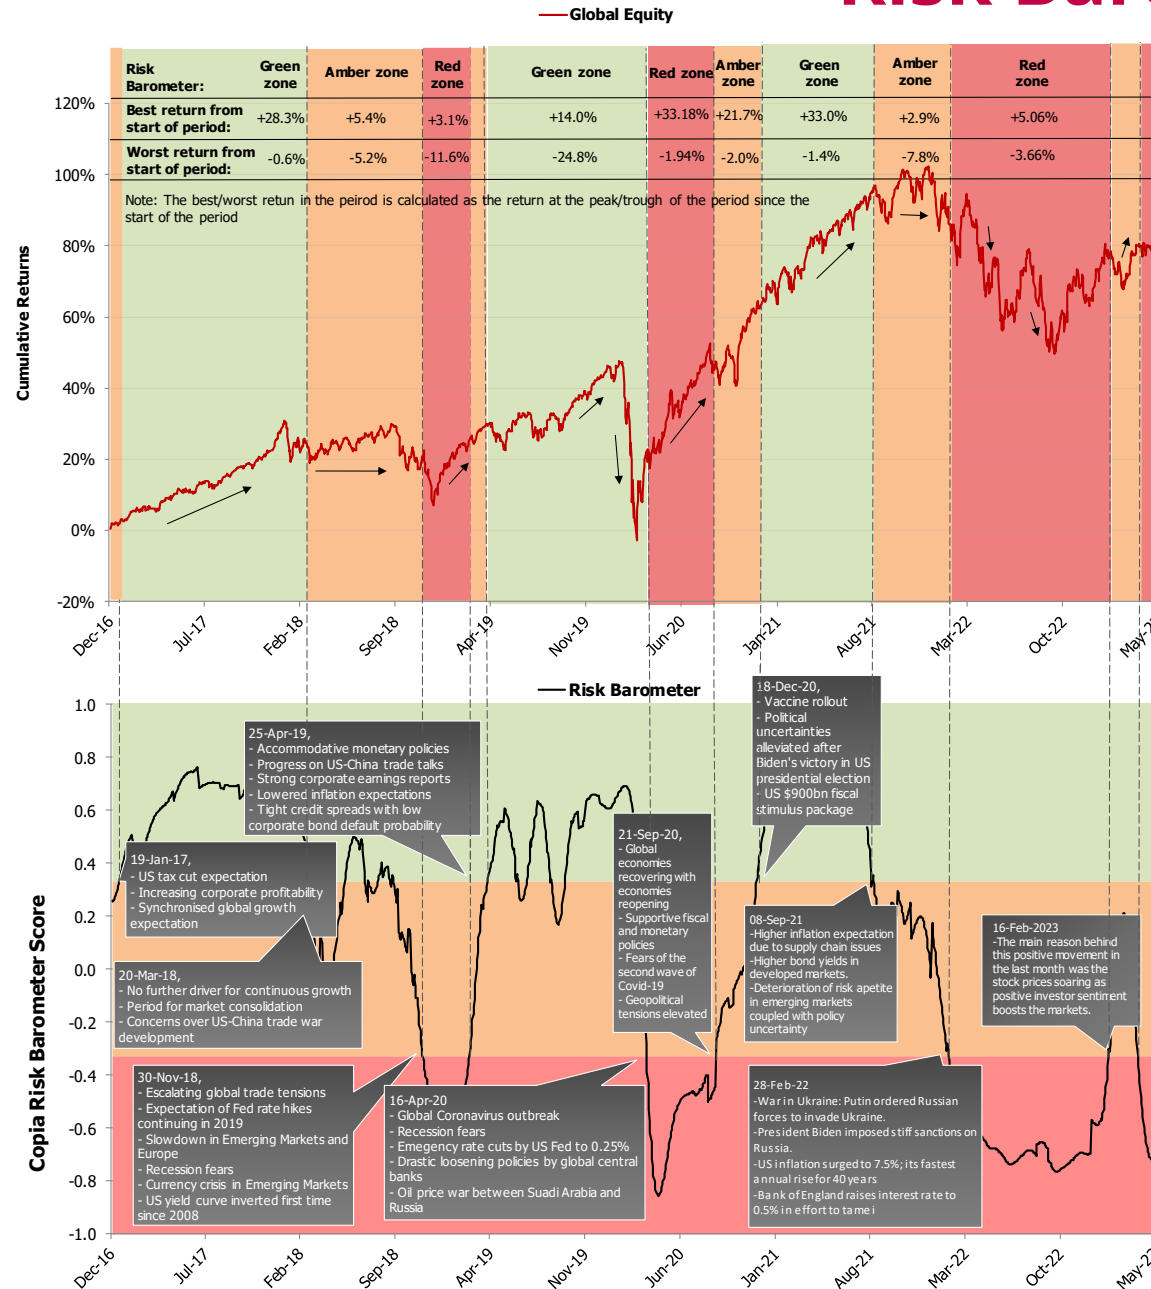 Global Equity
Risk Barometer:
Green zone
Amber zone
Red zone
Green zone
Red zone
Amber zone
Green zone
Amber zone
Red zone
Best return from start of period:
+28.3%
+5.4%
+3.1%
+14.0%
+33.18%
+21.7%
+33.0%
+2.9%
+5.06%
Worst return from start of period:
-0.6%
-5.2%
-11.6%
-24.8%
-1.94%
-2.0%
-1.4%
-7.8%
-3.66%
Note: The best/worst retun in the peirod is calculated as the return at the peak/trough of the period since the
start of the period
Cumulative Returns
120%
100%
80%
60%
40%
20%
0%
-20%
Dec-16
Jul-17
Feb-18
Sep-18
Apr-19
Nov-19
Jun-20
Jan-21
Aug-21
Mar-22
Oct-22
Risk Barometer
Copia Risk Barometer Score
1.0
0.8
0.6
0.4
0.2
0.0
-0.2
-0.4
-0.6
-0.8
-1.0
25-Apr-19,
- Accommodative monetary policies
- Progress on US-China trade talks
- Strong corporate earnings reports
- Lowered inflation expectations
- Tight credit spreads with low
corporate bond default probability
18-Dec-20,
- Vaccine rollout
- Political
uncertainties
alleviated after
Biden's victory in US
presidential election
- US $900bn fiscal
stimulus package
19-Jan-17,
- US tax cut expectation
- Increasing corporate profitability
- Synchronised global growth
expectation
21-Sep-20,
- Global
economies
recovering with
economies
reopening
- Supportive fiscal
and monetary
policies
- Fears of the
second wave of
Covid-19
- Geopolitical
tensions elevated
20-Mar-18,
- No further driver for continuous growth
- Period for market consolidation
- Concerns over US-China trade war
development
08-Sep-21
-Higher inflation expectation
due to supply chain issues
-Higher bond yields in
developed markets.
-Deterioration of risk apetite
in emerging markets
coupled with policy
uncertainty
16-Feb-2023
-The main reason behind
this positive movement in
the last month was the
stock prices soaring as
positive investor sentiment
boosts the markets.
30-Nov-18,
- Escalating global trade tensions
- Expectation of Fed rate hikes
continuing in 2019
- Slowdown in Emerging Markets and
Europe
- Recession fears
- Currency crisis in Emerging Markets
- US yield curve inverted first time
since 2008
16-Apr-20
- Global Coronavirus outbreak
- Recession fears
- Emegency rate cuts by US Fed to 0.25%
- Drastic loosening policies by global central
banks
- Oil price war between Suadi Arabia and
Russia
28-Feb-22
-War in Ukraine: Putin ordered Russian
forces to invade Ukraine.
-President Biden imposed stiff sanctions on
Russia.
-US inflation surged to 7.5%; its fastest
annual rise for 40 years
-Bank of England raises interest rate to
0.5% in effort to tame i
Dec-16
Jul-17
Feb-18
Sep-18
Apr-19
Nov-19
Jun-20
Jan-21
Aug-21
Mar-22
Oct-22